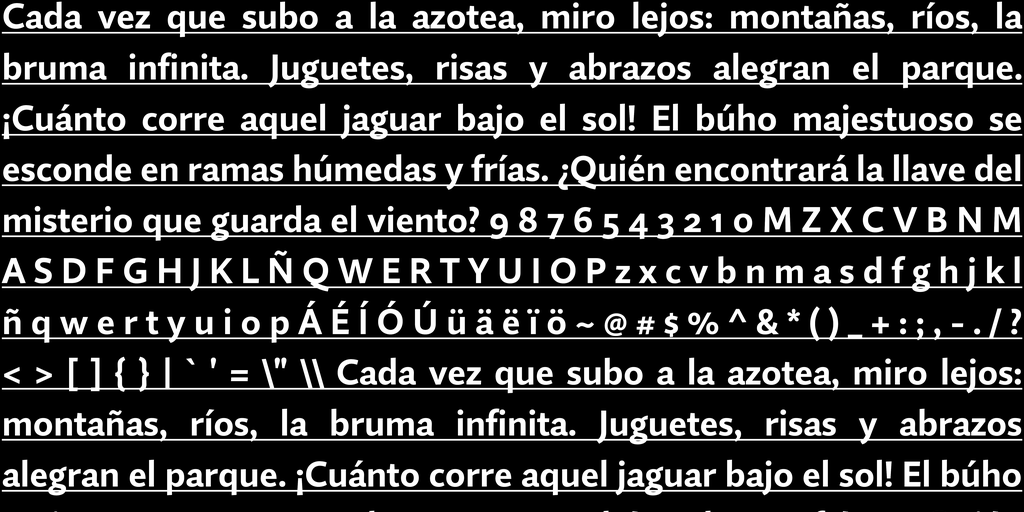 Cada vez que subo a la azotea, miro lejos: montañas, ríos, la
bruma infinita. Juguetes, risas y abrazos alegran el parque.
¡Cuánto corre aquel jaguar bajo el sol! El búho majestuoso se
esconde en ramas húmedas y frías. ¿Quién encontrará la llave del
misterio que guarda el viento? 9 8 7 6 5 4 3 2 1 0 M Z X C V B N M
A S D F G H J K L Ñ Q W E R T Y U I O P z x c v b n m a s d f g h j k l
ñ q w e r t y u i o p Á É Í Ó Ú ü ä ë ï ö ~ @ # $ % ^ & * ( ) _ + : ; , - . / ?
< > [ ] { } | ` ' = \" \\ Cada vez que subo a la azotea, miro lejos:
montañas, ríos, la bruma infinita. Juguetes, risas y abrazos
alegran el parque. ¡Cuánto corre aquel jaguar bajo el sol! El búho